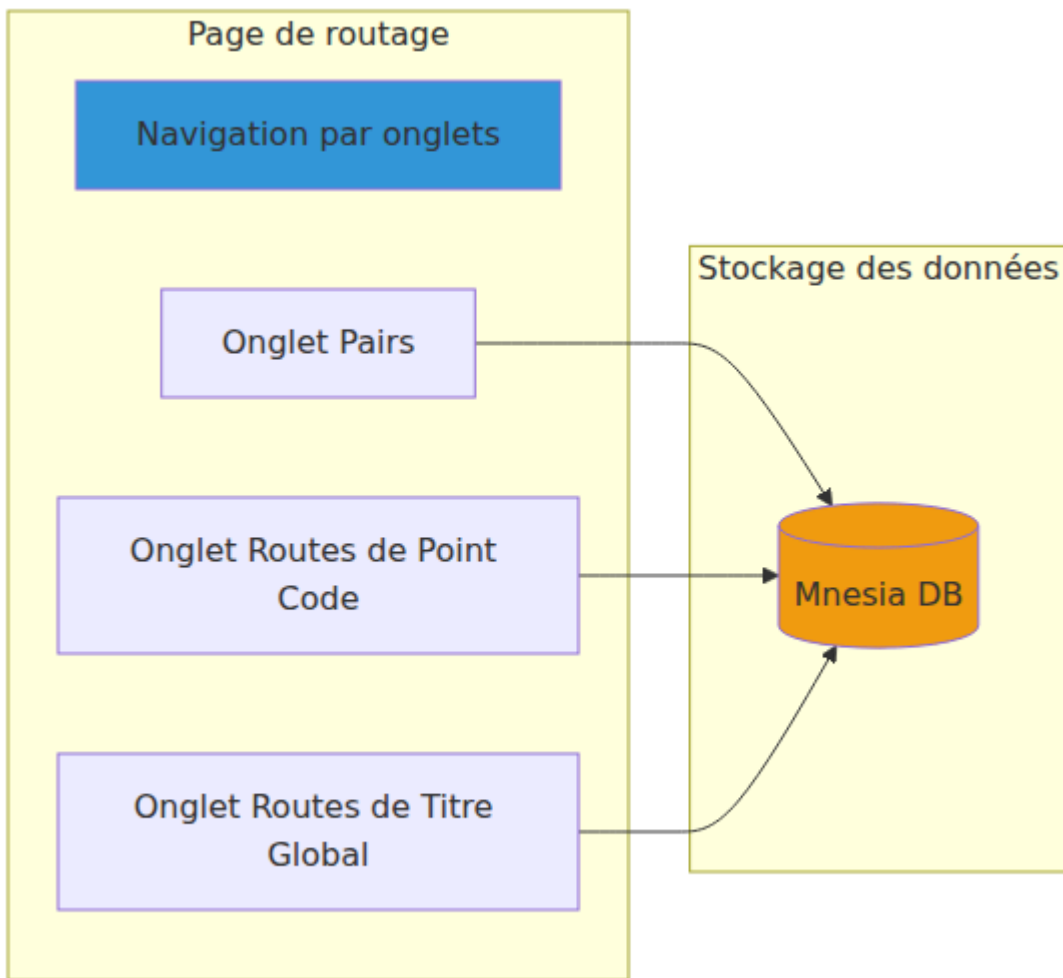 Page de routage
Navigation par onglets
Onglet Pairs
Stockage des données
Onglet Routes de Point
Code
Mnesia DB
Onglet Routes de Titre
Global